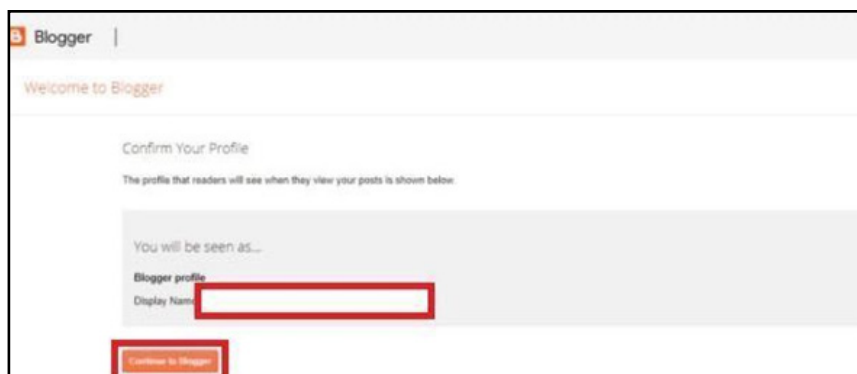 Blogger
Welcome to Blogger
Confirm Your Profile
The profile that readers will see when they view your posts is shown below.
You will be seen as...
Blogger profile
Display Name
Continue to Blogger